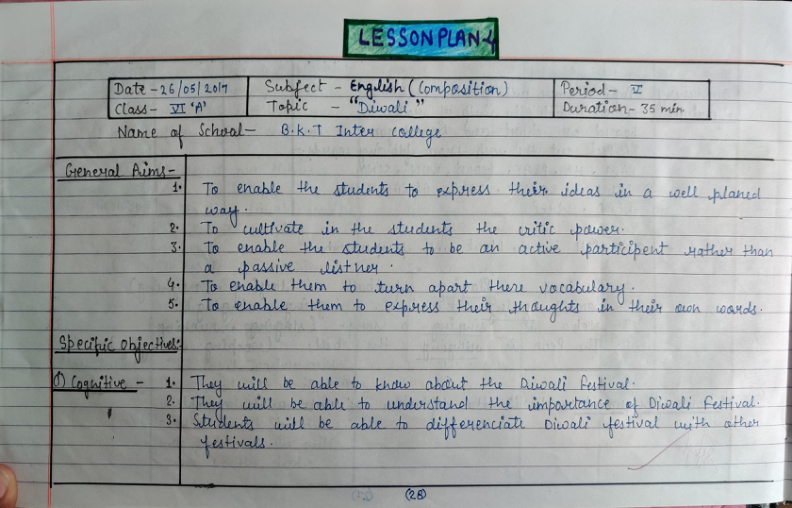 LESSON PLAN-4
Date - 26/05/2017 Subject - English (Composition) Period - V
Class - VI 'A' Topic - "Diwali" Duration - 35 min
Name of School - B.K.T Inter College
General Aims -
1. To enable the students to express their ideas in a well planed
way.
2. To cultivate in the students the critic power.
3. To enable the students to be an active participent rather than
a passive listner.
4. To enable them to turn apart there vocabulary.
5. To enable them to express their thoughts in their own words.
Specific Objectives:
1) Cognitive - 1. They will be able to know about the Diwali festival.
2. They will be able to understand the importance of Diwali Festival.
3. Students will be able to differenciate Diwali festival with other
festivals.
(28)